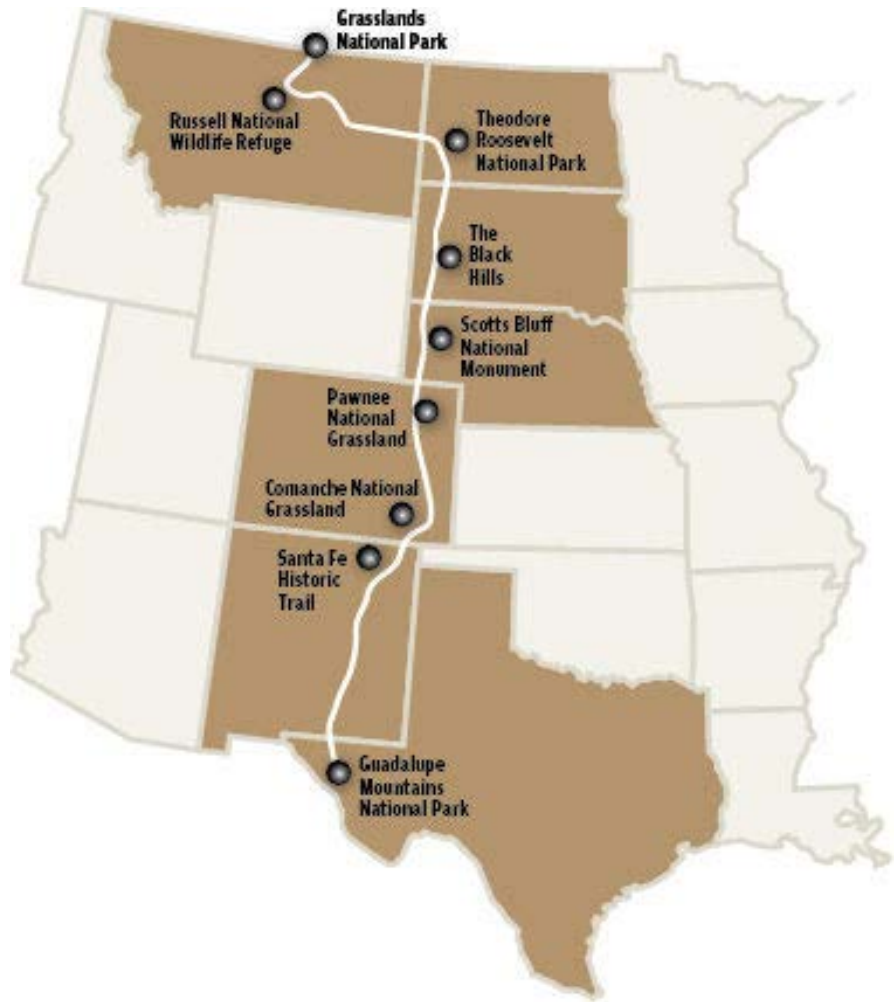 Grasslands
National Park
Russell National
Wildlife Refuge
Theodore
Roosevelt
National Park
The
Black
Hills
Scotts Bluff
National
Monument
Pawnee
National
Grassland
Comanche National
Grassland
Santa Fe
Historic
Trail
Guadalupe
Mountains
National Park